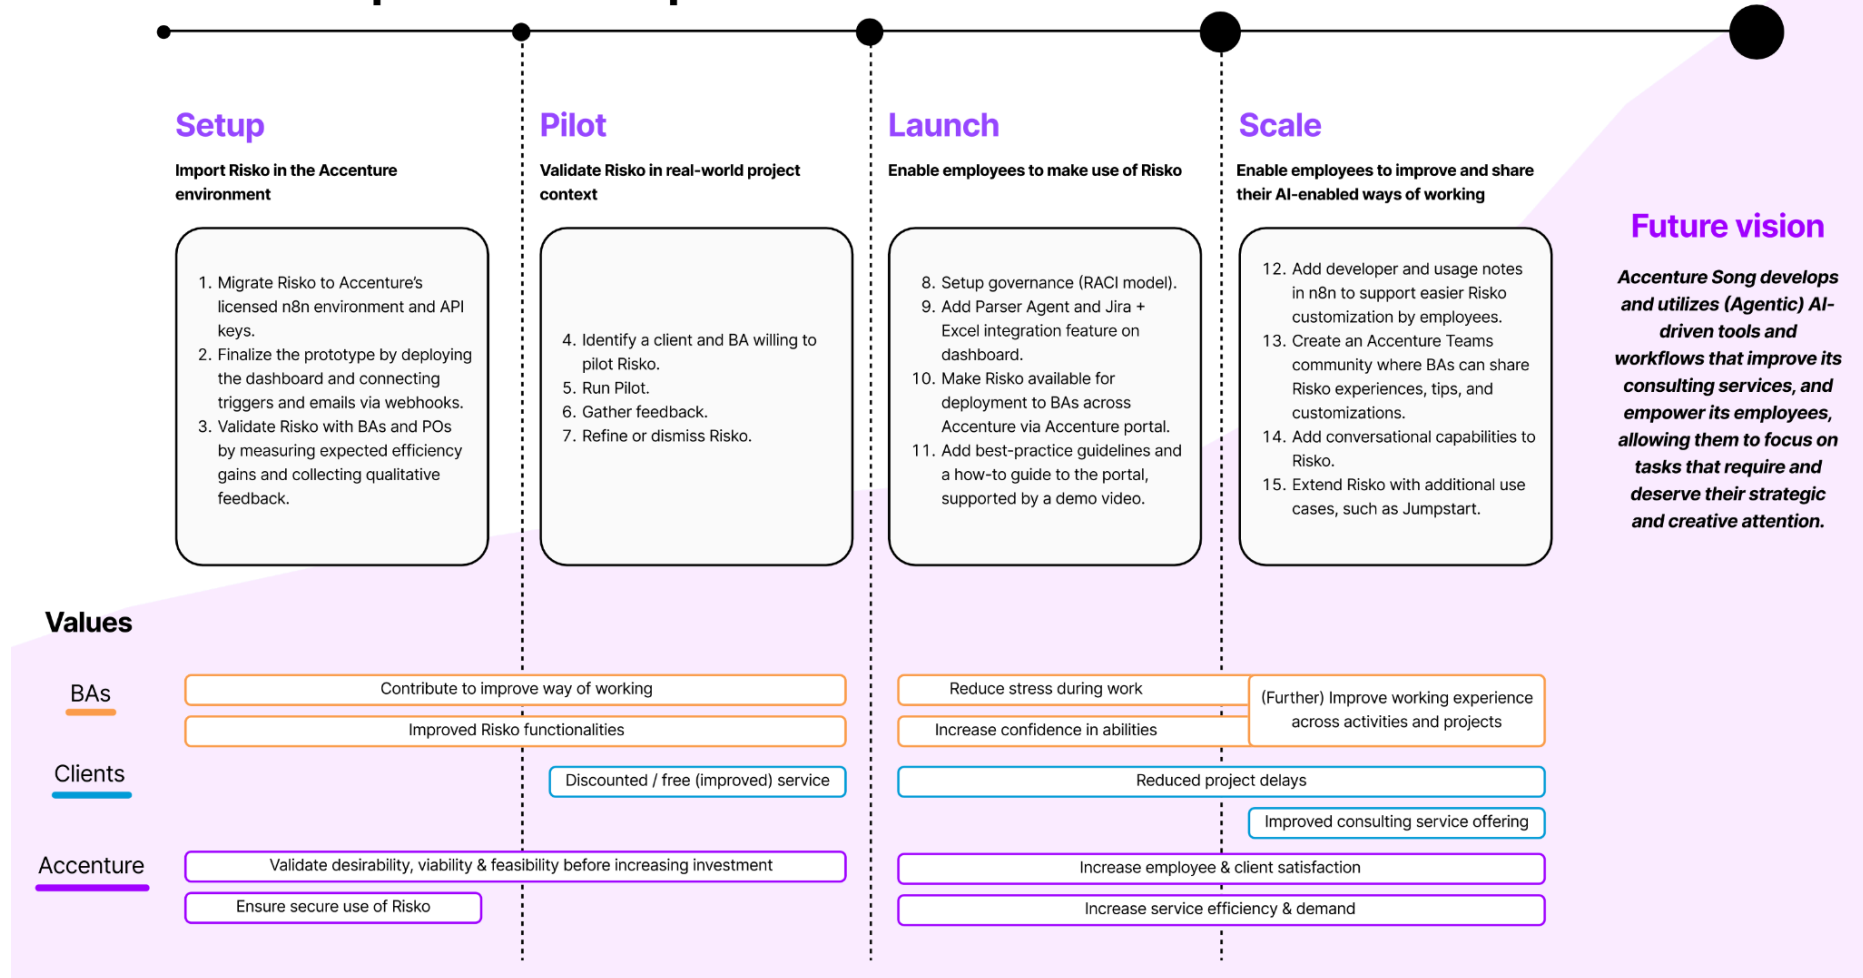 Setup
Import Risko in the Accenture
environment
1. Migrate Risko to Accenture's
licensed n8n environment and API
keys.
2. Finalize the prototype by deploying
the dashboard and connecting
triggers and emails via webhooks.
3. Validate Risko with BAs and POs
by measuring expected efficiency
gains and collecting qualitative
feedback.
Pilot
Validate Risko in real-world project
context
4. Identify a client and BA willing to
pilot Risko.
5. Run Pilot.
6. Gather feedback.
7. Refine or dismiss Risko.
Launch
Enable employees to make use of Risko
8. Setup governance (RACI model).
9. Add Parser Agent and Jira +
Excel integration feature on
dashboard.
10. Make Risko available for
deployment to BAs across
Accenture via Accenture portal.
11. Add best-practice guidelines and
a how-to guide to the portal,
supported by a demo video.
Scale
Enable employees to improve and share
their AI-enabled ways of working
12. Add developer and usage notes
in n8n to support easier Risko
customization by employees.
13. Create an Accenture Teams
community where BAs can share
Risko experiences, tips, and
customizations.
14. Add conversational capabilities to
Risko.
15. Extend Risko with additional use
cases, such as Jumpstart.
Future vision
Accenture Song develops
and utilizes (Agentic) AI-
driven tools and
workflows that improve its
consulting services, and
empower its employees,
allowing them to focus on
tasks that require and
deserve their strategic
and creative attention.
Values
BAs
Contribute to improve way of working
Improved Risko functionalities
Reduce stress during work
Increase confidence in abilities
(Further) Improve working experience
across activities and projects
Clients
Discounted / free (improved) service
Reduced project delays
Improved consulting service offering
Accenture
Validate desirability, viability & feasibility before increasing investment
Ensure secure use of Risko
Increase employee & client satisfaction
Increase service efficiency & demand